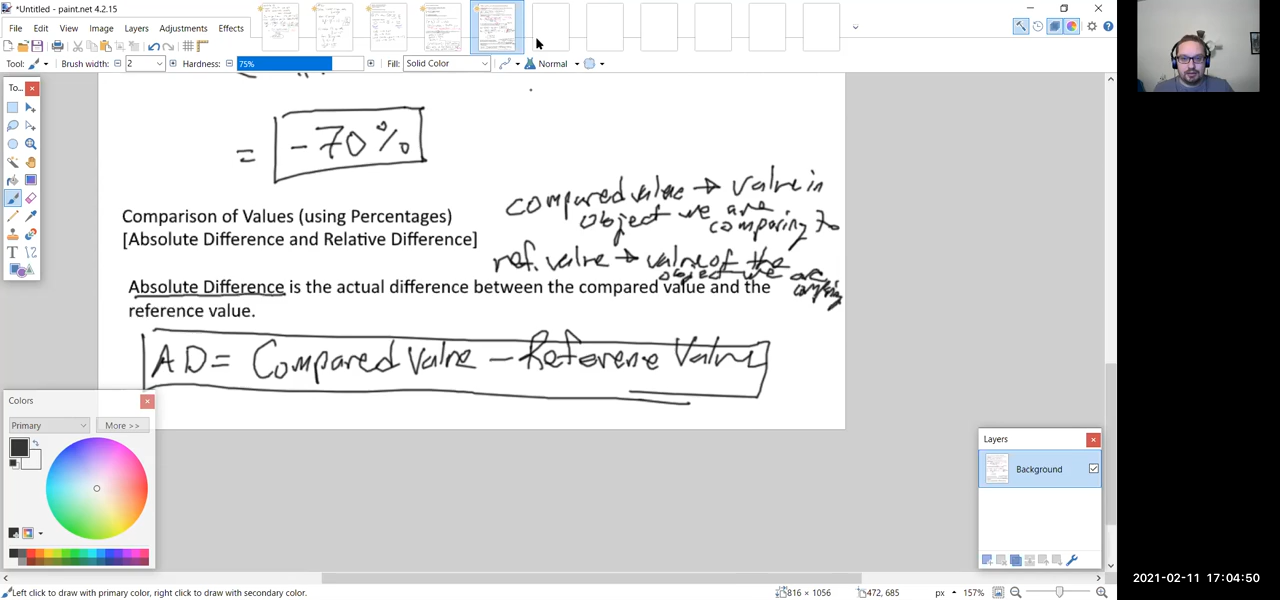 *Untitled - paint.net 4.2.15
File Edit View Image Layers Adjustments Effects
Tool: Brush width: 2 Hardness: 75% Fill: Solid Color Normal
To...
= -70%
compared value → value in
object we are
comparing to
Comparison of Values (using Percentages)
[Absolute Difference and Relative Difference]
ref. value → value of the
object we are
comparing
Absolute Difference is the actual difference between the compared value and the
reference value.
AD = Compared Value - Reference Value
Colors
Primary More >>
Layers
Background
2021-02-11 17:04:50
Left click to draw with primary color, right click to draw with secondary color.
816 × 1056 472, 685 px 157%